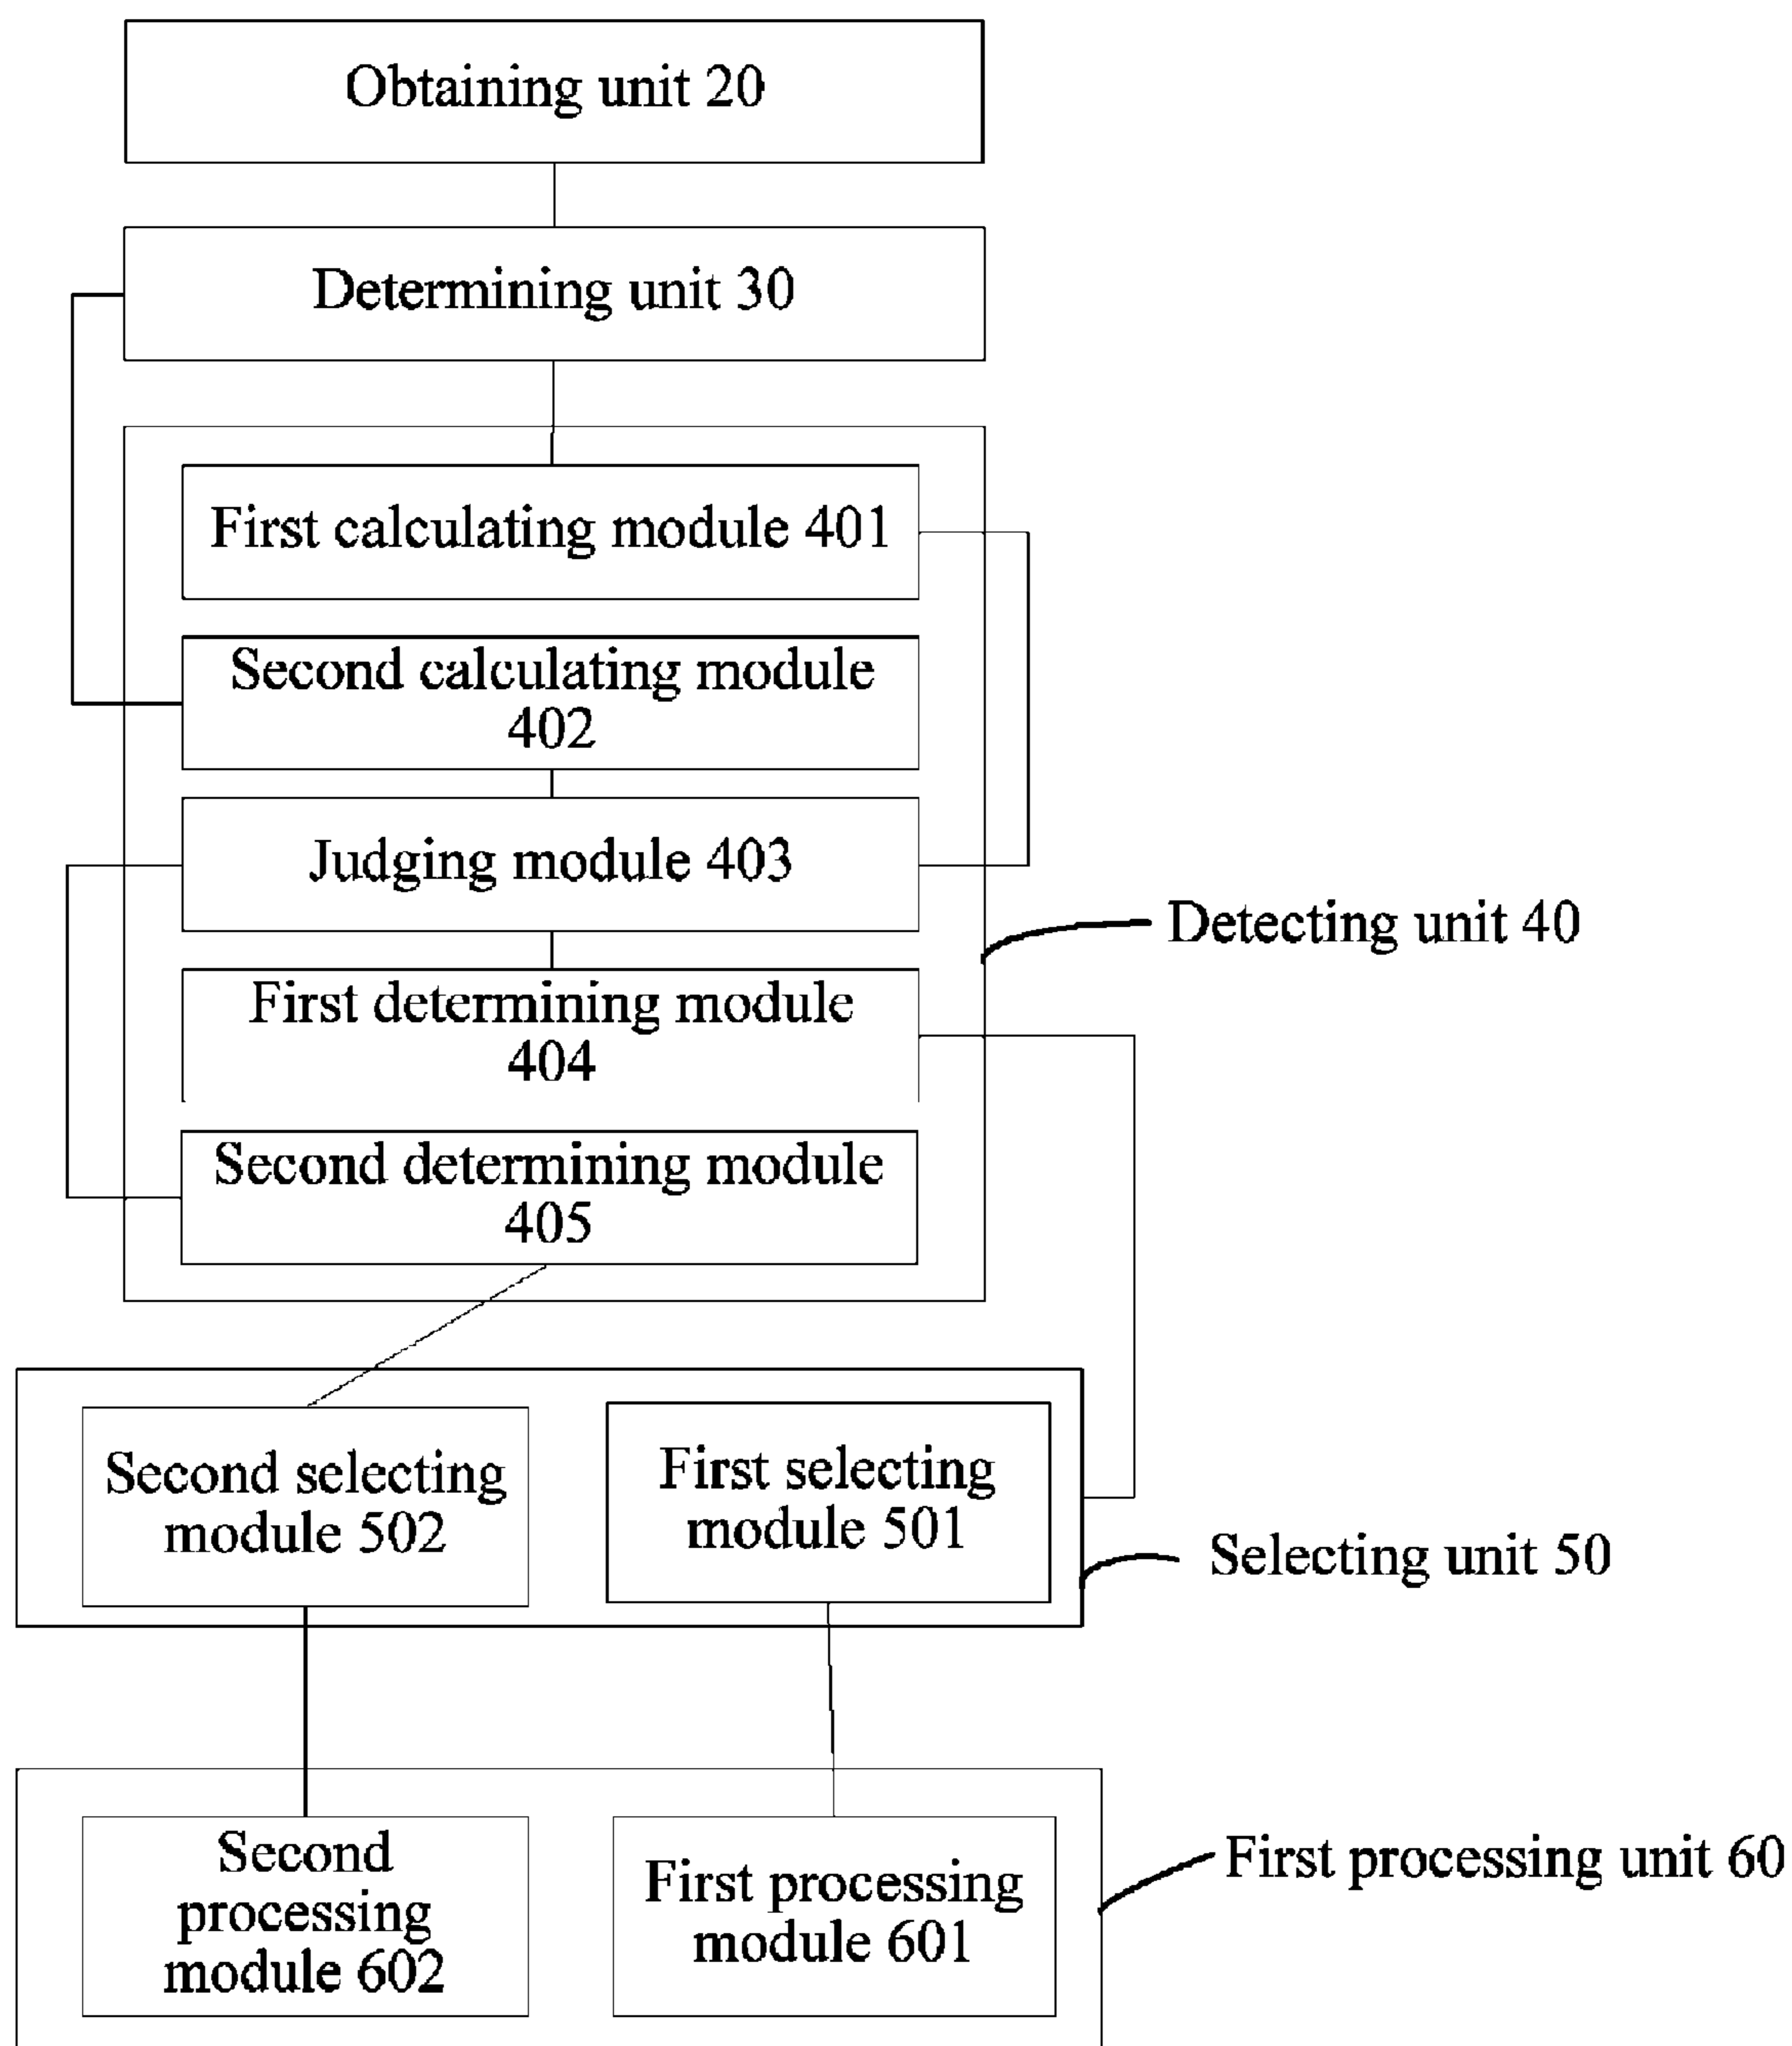 Obtaining unit 20
Determining unit 30
First calculating module 401
Second calculating module
402
Judging module 403
Detecting unit 40
First determining module
404
Second determining module
405
Second selecting
module 502
First selecting
module 501
Selecting unit 50
Second
processing
module 602
First processing
module 601
First processing unit 60